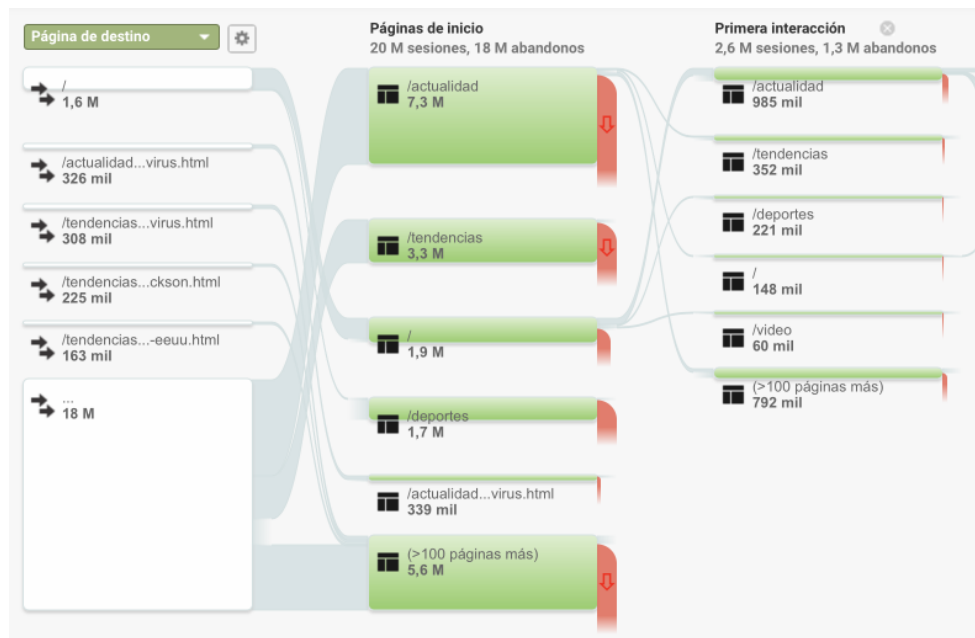 Página de destino
/
1,6 M
/actualidad...virus.html
326 mil
/tendencias...virus.html
308 mil
/tendencias...ckson.html
225 mil
/tendencias...-eeuu.html
163 mil
...
18 M
Páginas de inicio
20 M sesiones, 18 M abandonos
/actualidad
7,3 M
/tendencias
3,3 M
/
1,9 M
/deportes
1,7 M
/actualidad...virus.html
339 mil
(>100 páginas más)
5,6 M
Primera interacción
2,6 M sesiones, 1,3 M abandonos
/actualidad
985 mil
/tendencias
352 mil
/deportes
221 mil
/
148 mil
/video
60 mil
(>100 páginas más)
792 mil